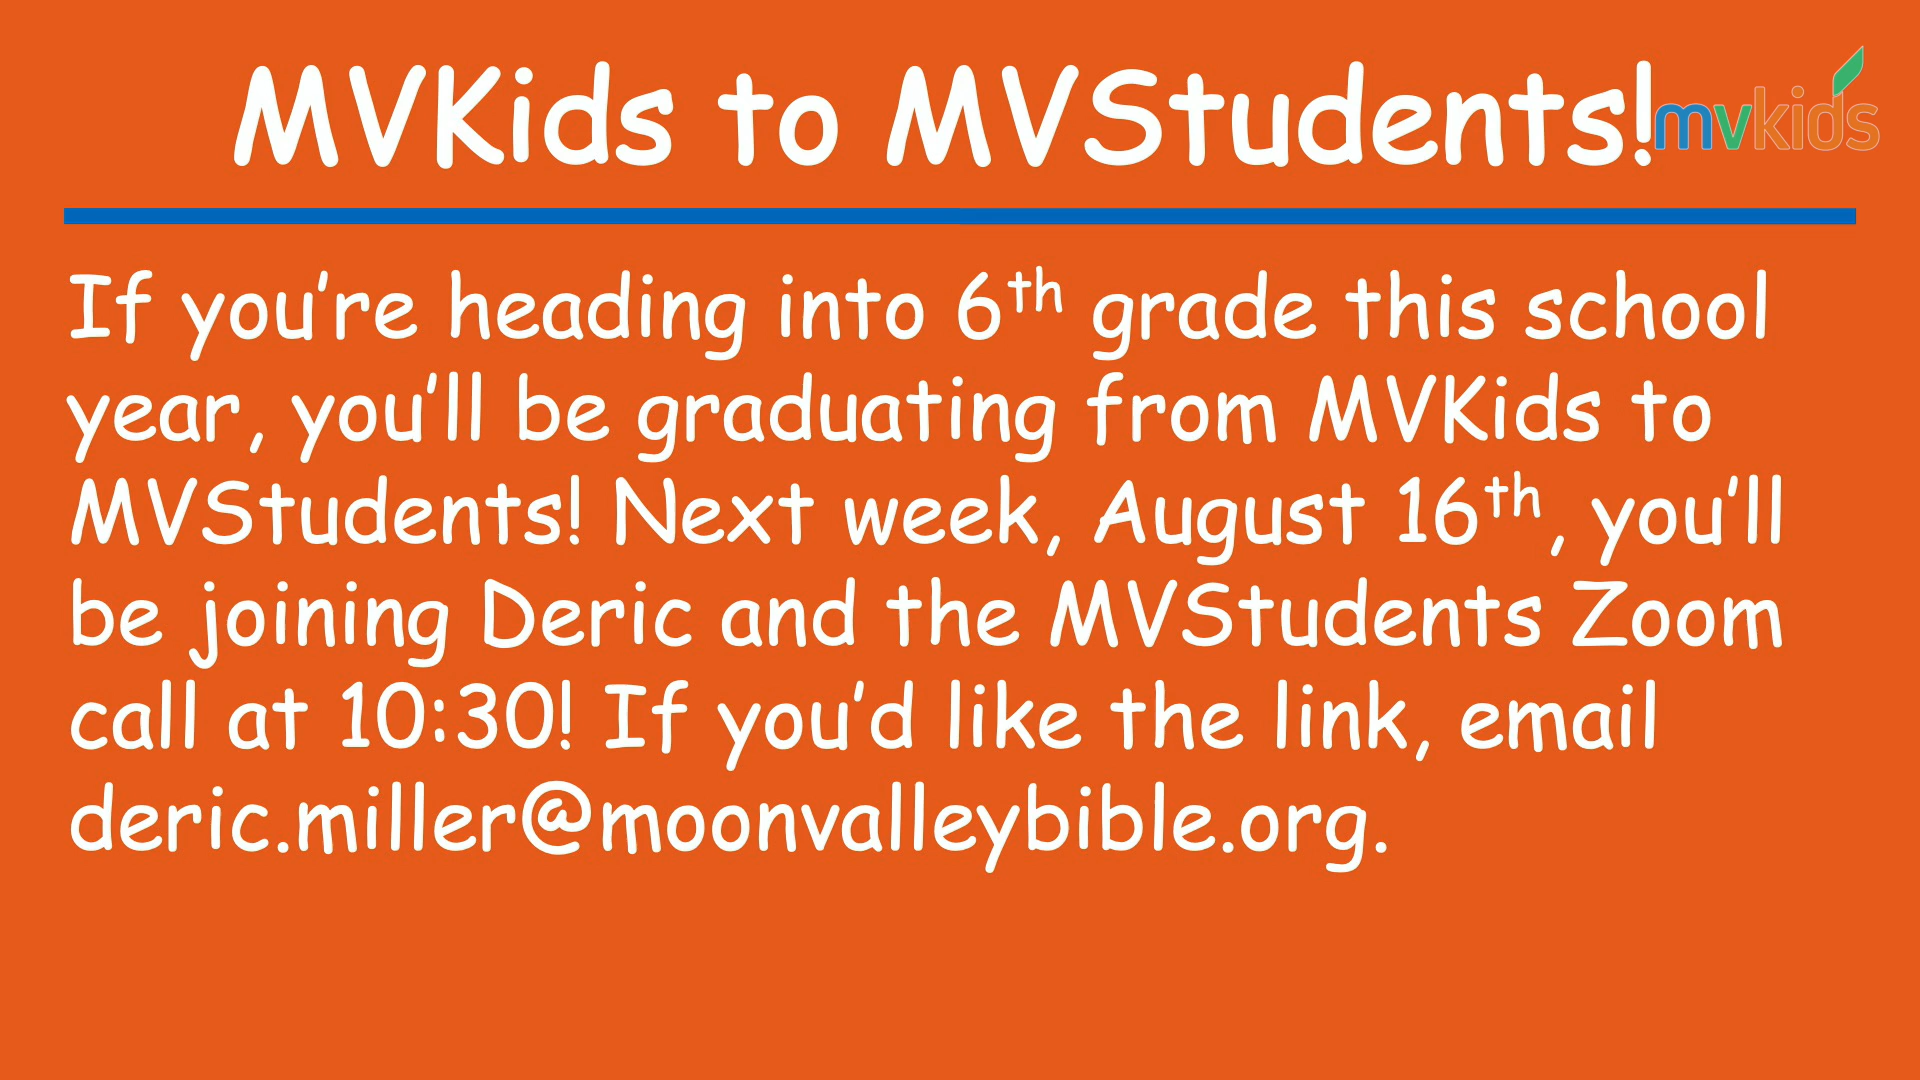 MVKids to MVStudents!
mvkids
If you’re heading into 6th grade this school
year, you’ll be graduating from MVKids to
MVStudents! Next week, August 16th, you’ll
be joining Deric and the MVStudents Zoom
call at 10:30! If you’d like the link, email
deric.miller@moonvalleybible.org.